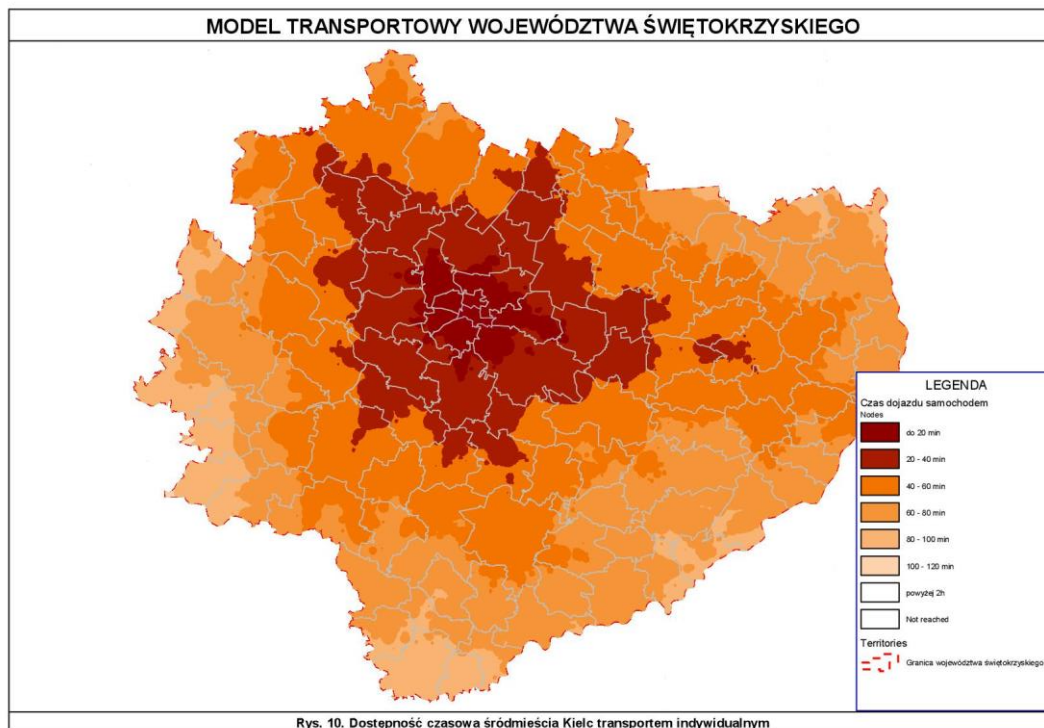 MODEL TRANSPORTOWY WOJEWÓDZTWA ŚWIĘTOKRZYSKIEGO
LEGENDA
Czas dojazdu samochodem
Nodes
do 20 min
20 - 40 min
40 - 60 min
60 - 80 min
80 - 100 min
100 - 120 min
powyżej 2h
Not reached
Territories
Granica województwa świętokrzyskiego
Rys. 10. Dostępność czasowa śródmieścia Kielc transportem indywidualnym